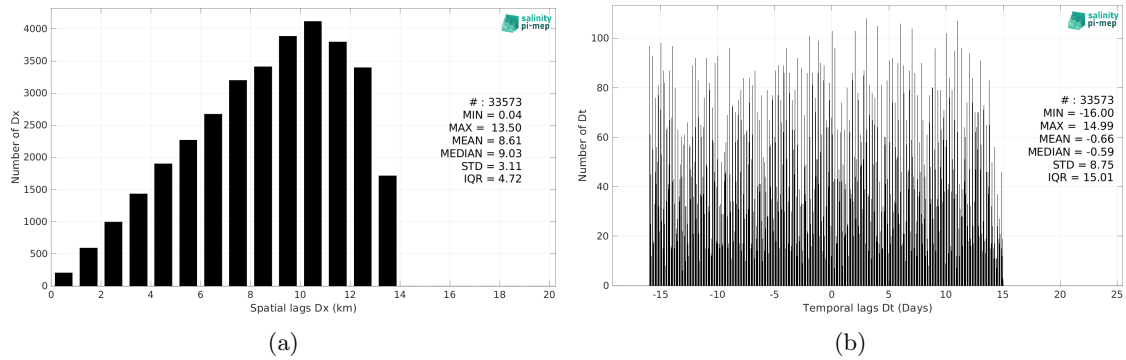 salinity
pi-mep
4000
3500
3000
2500
2000
1500
1000
500
0
Number of Dx
# : 33573
MIN = 0.04
MAX = 13.50
MEAN = 8.61
MEDIAN = 9.03
STD = 3.11
IQR = 4.72
0 2 4 6 8 10 12 14 16 18 20
Spatial lags Dx (km)
(a)
salinity
pi-mep
100
80
60
40
20
0
Number of Dt
# : 33573
MIN = -16.00
MAX = 14.99
MEAN = -0.66
MEDIAN = -0.59
STD = 8.75
IQR = 15.01
-15 -10 -5 0 5 10 15 20 25
Temporal lags Dt (Days)
(b)